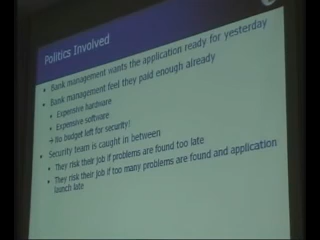 Politics Involved
• Bank management wants the application ready for yesterday
• Bank management feel they paid enough already
• Expensive hardware
• Expensive software
→ No budget left for security!
• Security team is caught in between
• They risk their job if problems are found too late
• They risk their job if too many problems are found and application
launch late